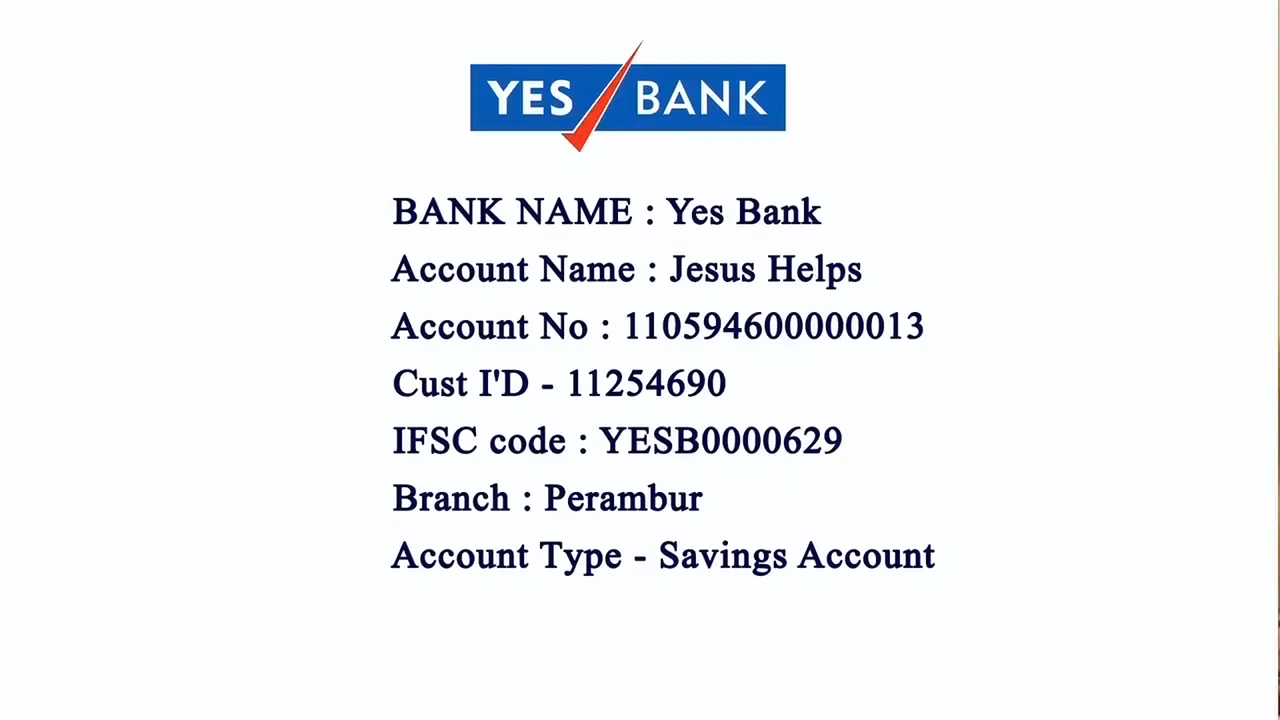 YES BANK
BANK NAME : Yes Bank
Account Name : Jesus Helps
Account No : 110594600000013
Cust I'D - 11254690
IFSC code : YESB0000629
Branch : Perambur
Account Type - Savings Account